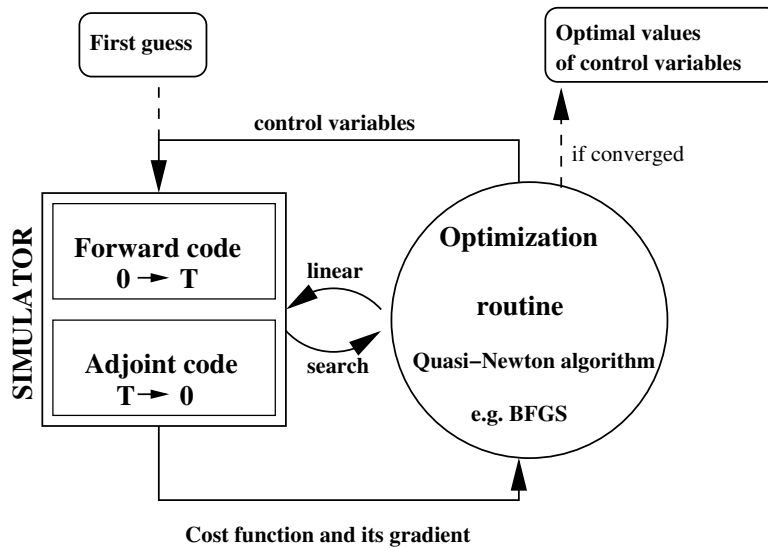 First guess
Optimal values
of control variables
control variables
if converged
SIMULATOR
Forward code
0 → T
Adjoint code
T → 0
linear
search
Optimization
routine
Quasi−Newton algorithm
e.g. BFGS
Cost function and its gradient